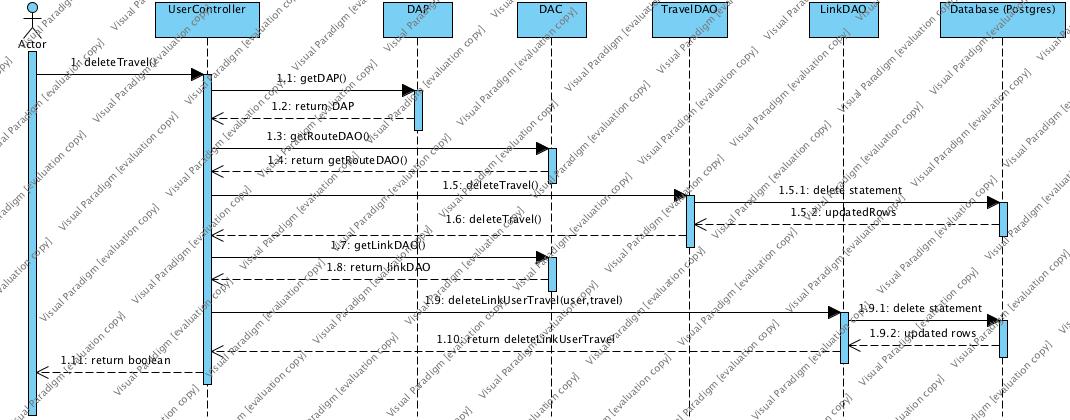 UserController
DAP
DAC
TravelDAO
LinkDAO
Database (Postgres)
Actor
1: deleteTravel()
1.1: getDAP()
1.2: return DAP
1.3: getRouteDAO()
1.4: return getRouteDAO()
1.5: deleteTravel()
1.5.1: delete statement
1.5.2: updatedRows
1.6: deleteTravel()
1.7: getLinkDAO()
1.8: return linkDAO
1.9: deleteLinkUserTravel(user,travel)
1.9.1: delete statement
1.9.2: updated rows
1.10: return deleteLinkUserTravel
1.11: return boolean
Visual Paradigm [evaluation copy]